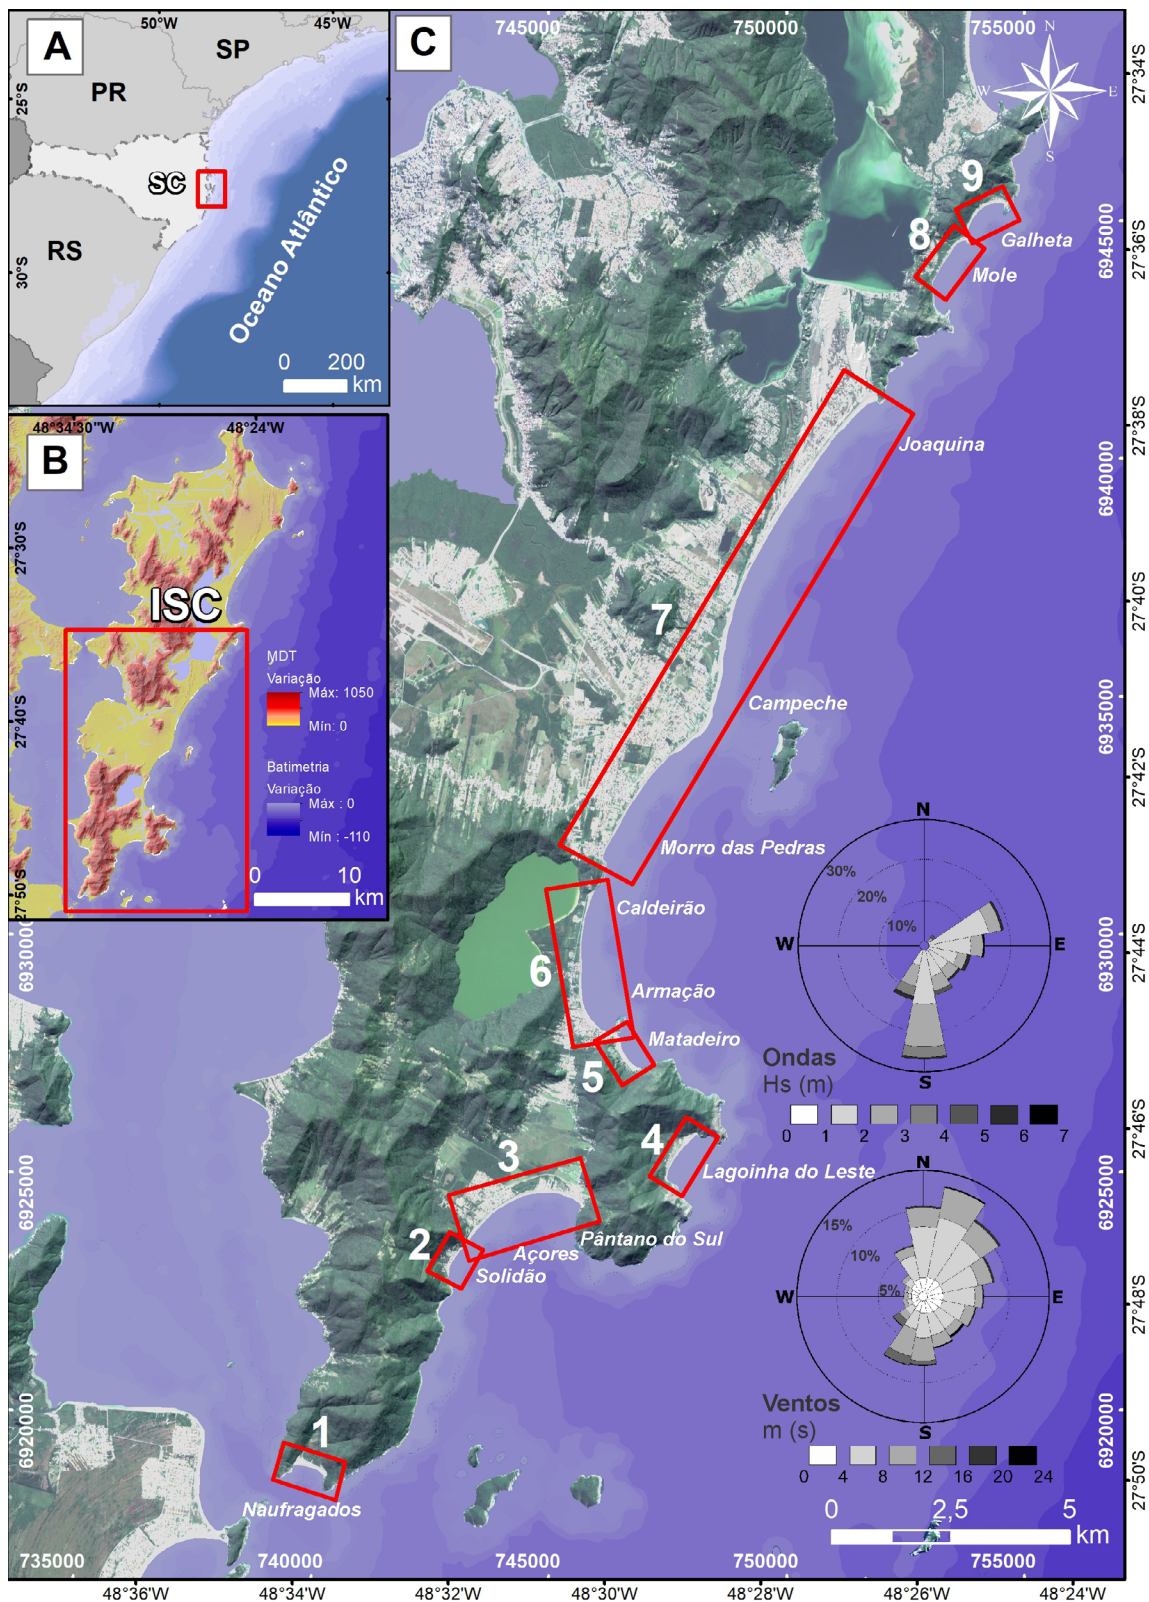 A
50°W
45°W
SP
PR
25°S
SC
RS
30°S
Oceano Atlântico
0
200
km
B
48°34'30"W
48°24'W
27°30'S
27°40'S
27°50'S
ISC
MDT
Variação
Máx: 1050
Mín: 0
Batimetria
Variação
Máx : 0
Mín : -110
0
10
km
C
745000
750000
755000
N
W
E
S
27°34'S
27°36'S
27°38'S
27°40'S
27°42'S
27°44'S
27°46'S
27°48'S
27°50'S
6945000
6940000
6935000
6930000
6925000
6920000
9
Galheta
8
Mole
Joaquina
7
Campeche
Morro das Pedras
Caldeirão
6
Armação
Matadeiro
5
4
Lagoinha do Leste
3
Pântano do Sul
Açores
2
Solidão
1
Naufragados
N
30%
20%
10%
W
E
S
Ondas
Hs (m)
0 1 2 3 4 5 6 7
N
15%
10%
5%
W
E
S
Ventos
m (s)
0 4 8 12 16 20 24
0
2,5
5
km
6930000
6925000
6920000
735000
740000
745000
750000
755000
48°36'W
48°34'W
48°32'W
48°30'W
48°28'W
48°26'W
48°24'W